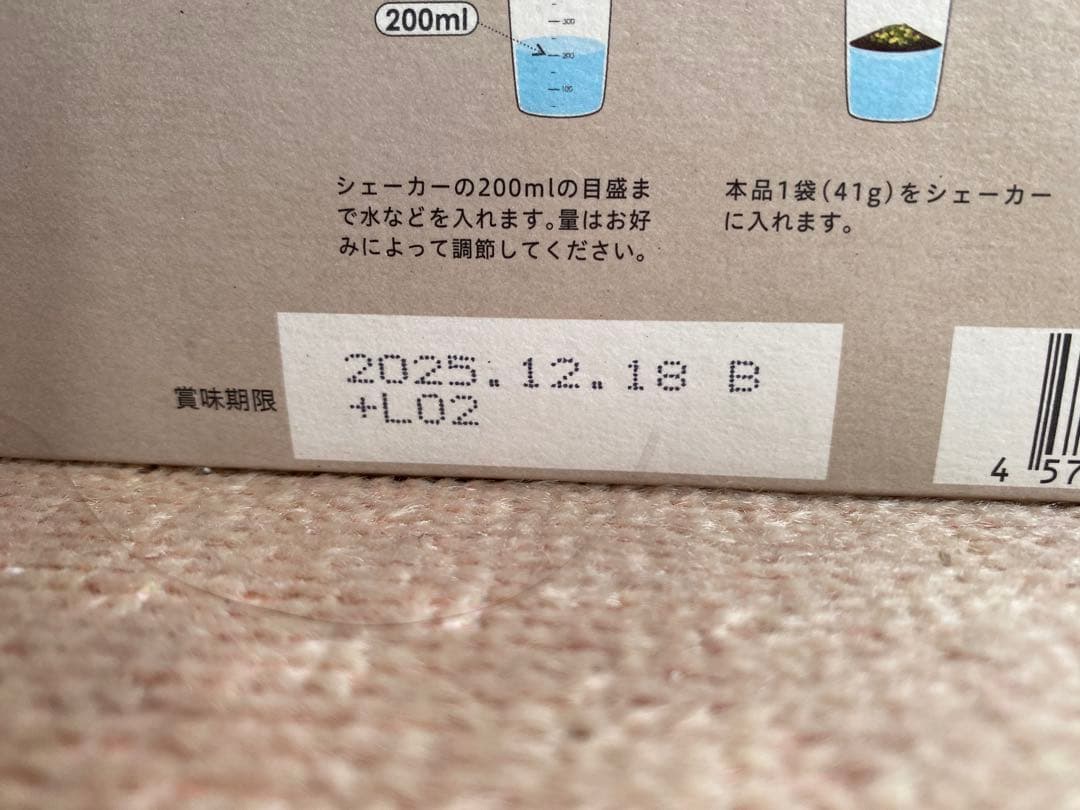 200ml
300
200
100
シェーカーの200mlの目盛ま
で水などを入れます。量はお好
みによって調節してください。
本品1袋(41g)をシェーカー
に入れます。
賞味期限
2025.12.18 B
+L02
4 57